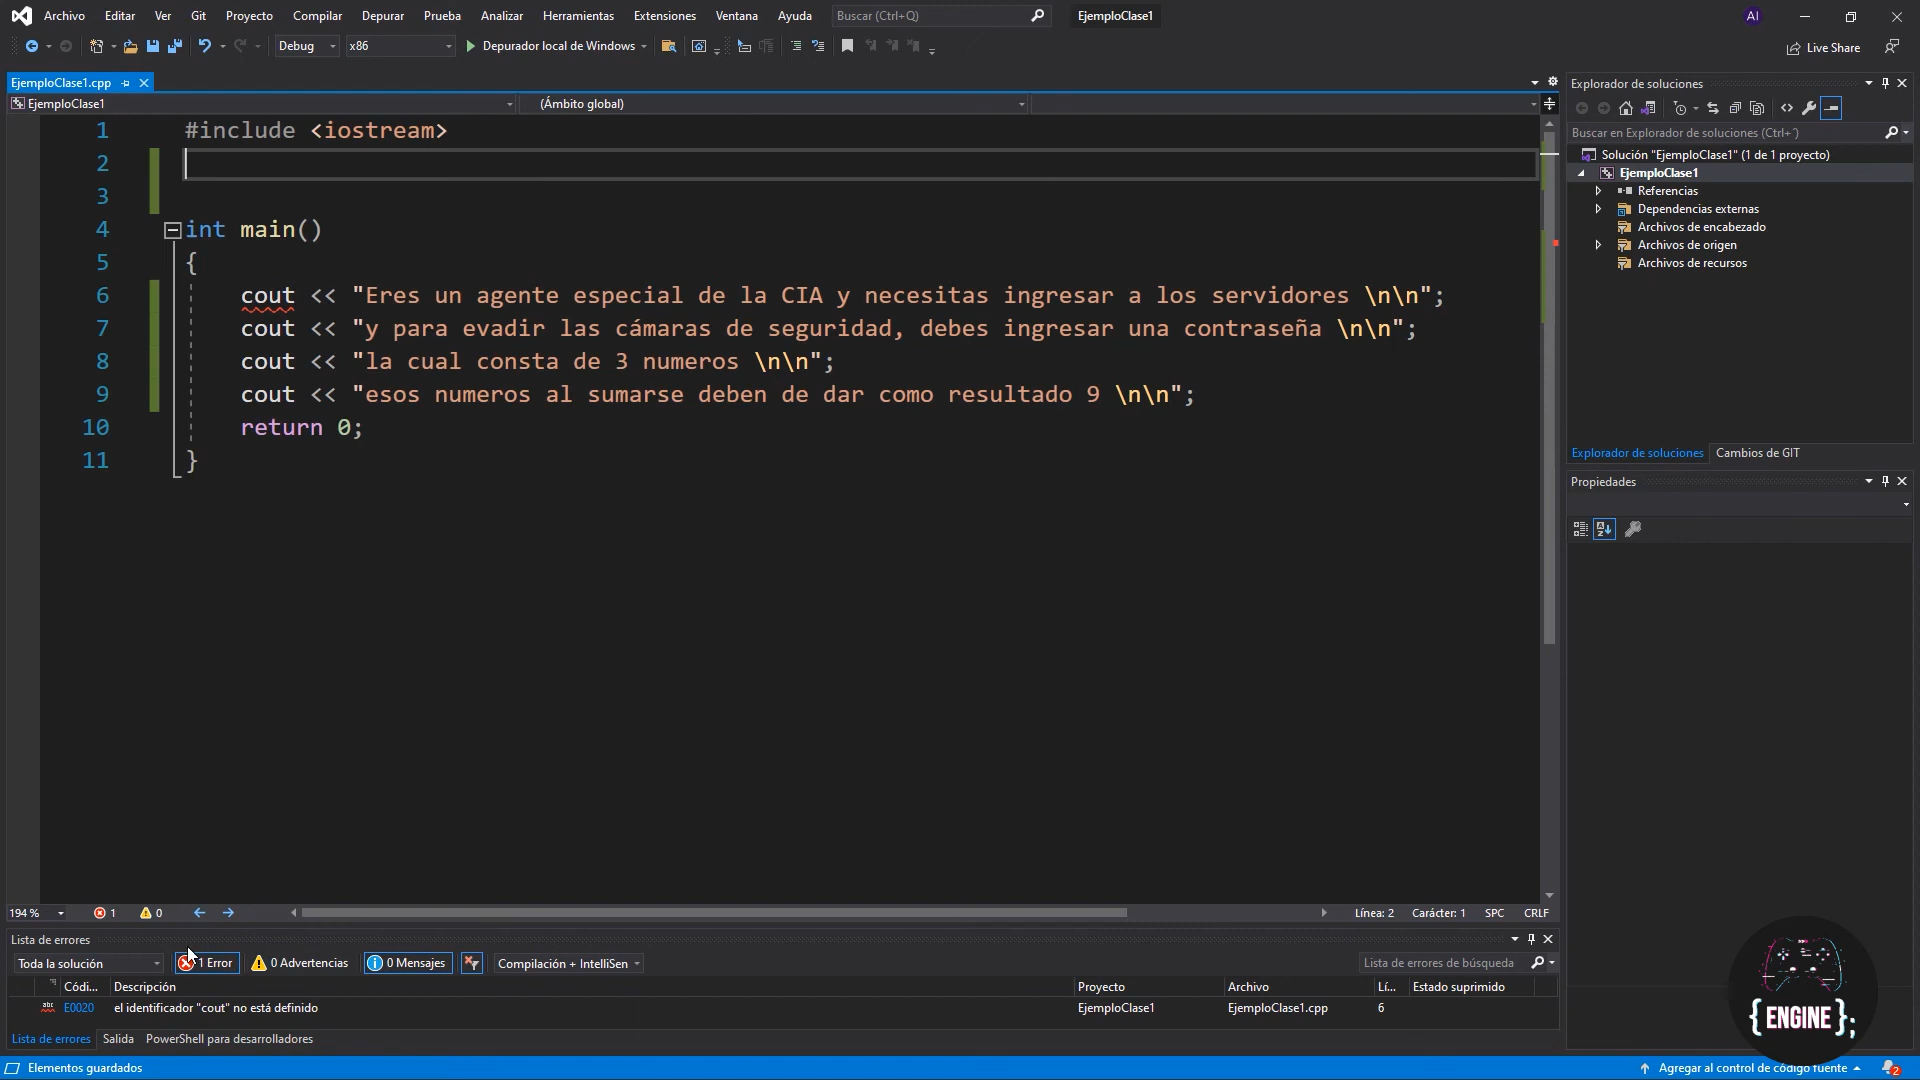 Archivo Editar Ver Git Proyecto Compilar Depurar Prueba Analizar Herramientas Extensiones Ventana Ayuda Buscar (Ctrl+Q) EjemploClase1 AI
Debug x86 Depurador local de Windows Live Share
EjemploClase1.cpp
EjemploClase1 (Ámbito global)
1 #include <iostream>
2
3
4 int main()
5 {
6 cout << "Eres un agente especial de la CIA y necesitas ingresar a los servidores \n\n";
7 cout << "y para evadir las cámaras de seguridad, debes ingresar una contraseña \n\n";
8 cout << "la cual consta de 3 numeros \n\n";
9 cout << "esos numeros al sumarse deben de dar como resultado 9 \n\n";
10 return 0;
11 }
194 % 1 0 Línea: 2 Carácter: 1 SPC CRLF
Explorador de soluciones
Buscar en Explorador de soluciones (Ctrl+´)
Solución "EjemploClase1" (1 de 1 proyecto)
EjemploClase1
Referencias
Dependencias externas
Archivos de encabezado
Archivos de origen
Archivos de recursos
Explorador de soluciones Cambios de GIT
Propiedades
Lista de errores
Toda la solución 1 Error 0 Advertencias 0 Mensajes Compilación + IntelliSen Lista de errores de búsqueda
Códi... Descripción Proyecto Archivo Lí... Estado suprimido
abc E0020 el identificador "cout" no está definido EjemploClase1 EjemploClase1.cpp 6
Lista de errores Salida PowerShell para desarrolladores
Elementos guardados Agregar al control de código fuente 2
{ ENGINE };